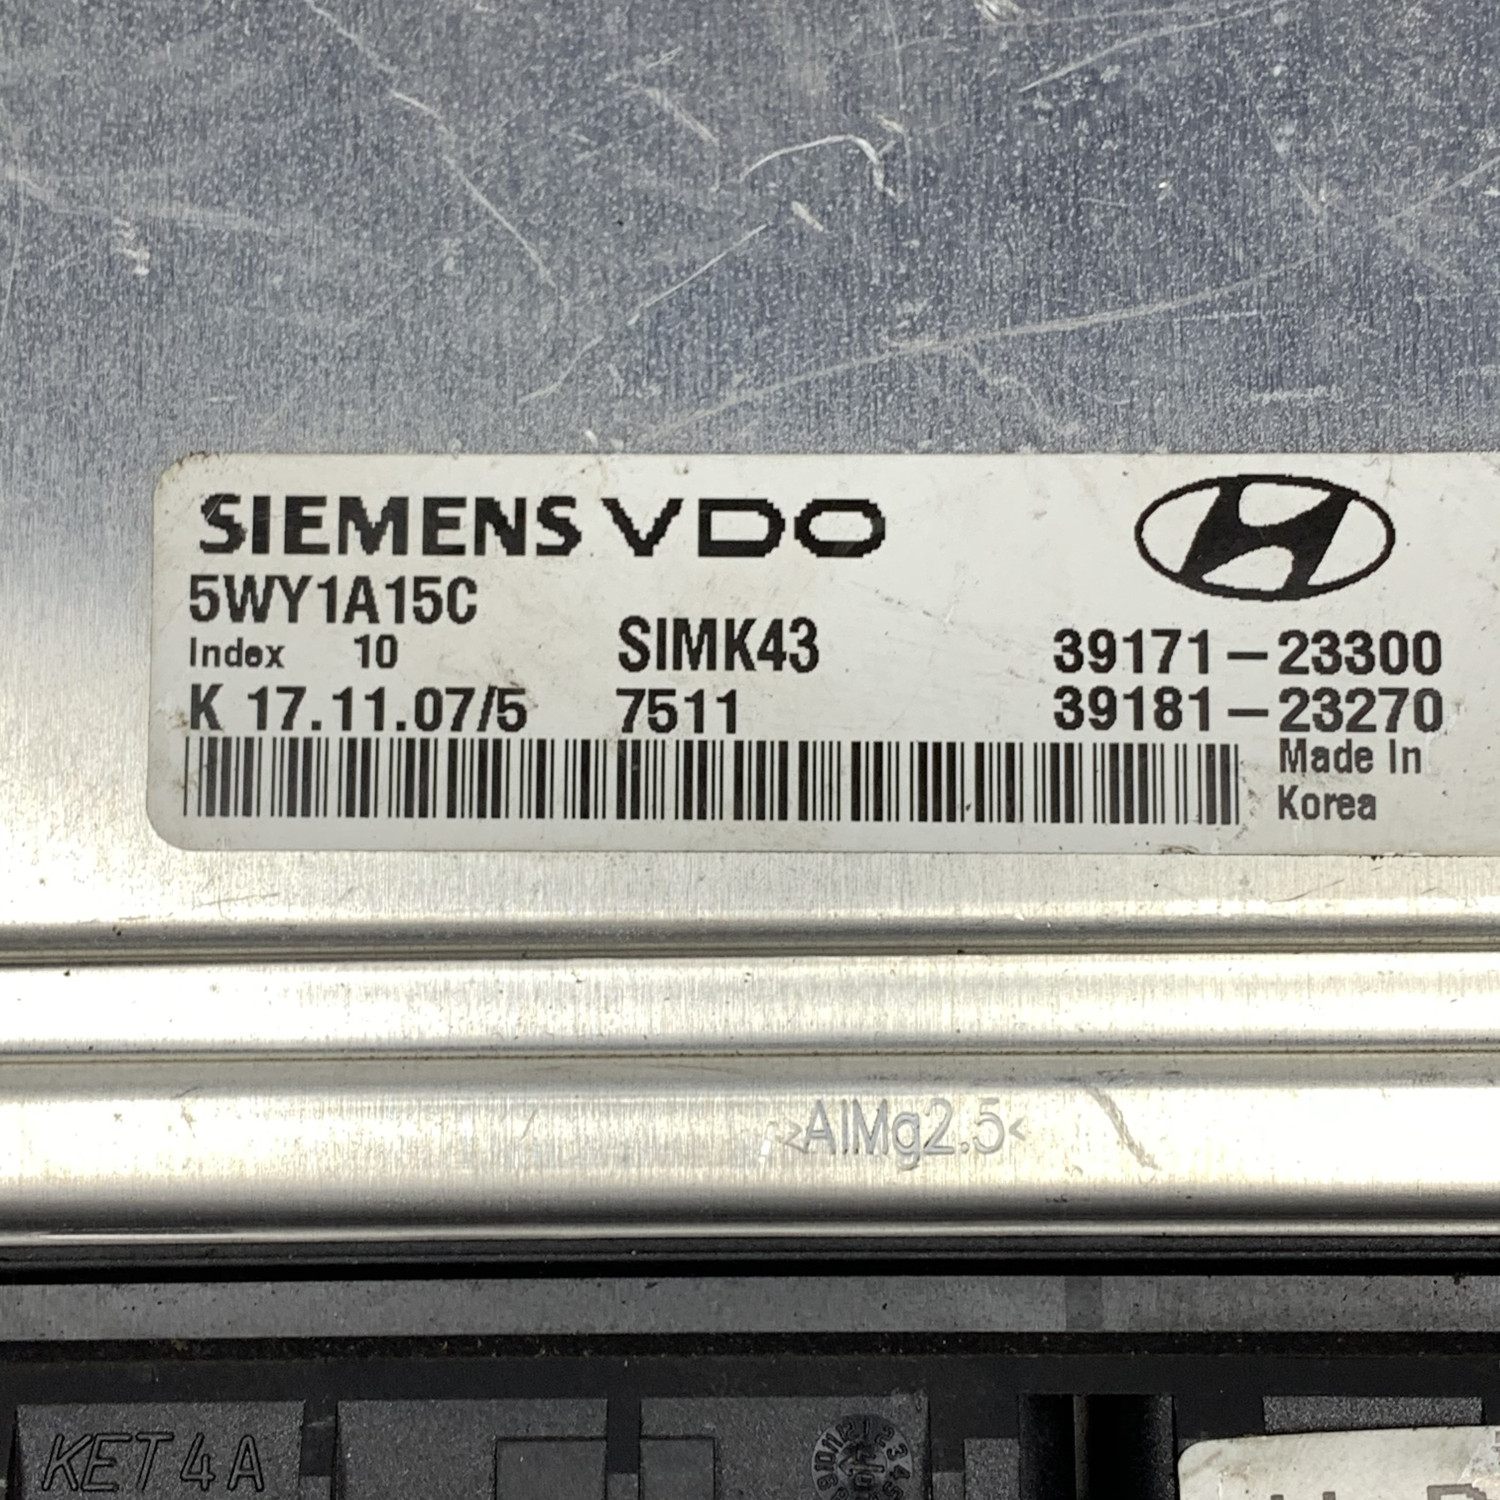 SIEMENS VDO
5WY1A15C
Index 10 SIMK43 39171-23300
K 17.11.07/5 7511 39181-23270
Made In
Korea
>AlMg2.5<
KET 4A